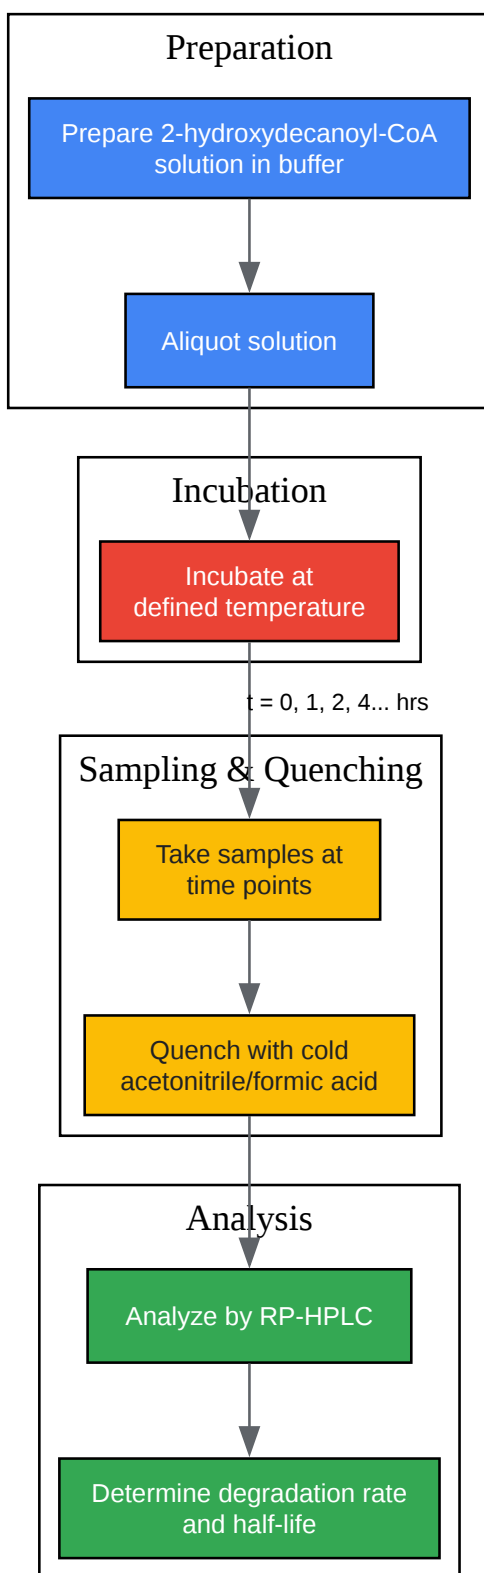 Preparation
Prepare 2-hydroxydecanoyl-CoA
solution in buffer
Aliquot solution
Incubation
Incubate at
defined temperature
t = 0, 1, 2, 4... hrs
Sampling & Quenching
Take samples at
time points
Quench with cold
acetonitrile/formic acid
Analysis
Analyze by RP-HPLC
Determine degradation rate
and half-life